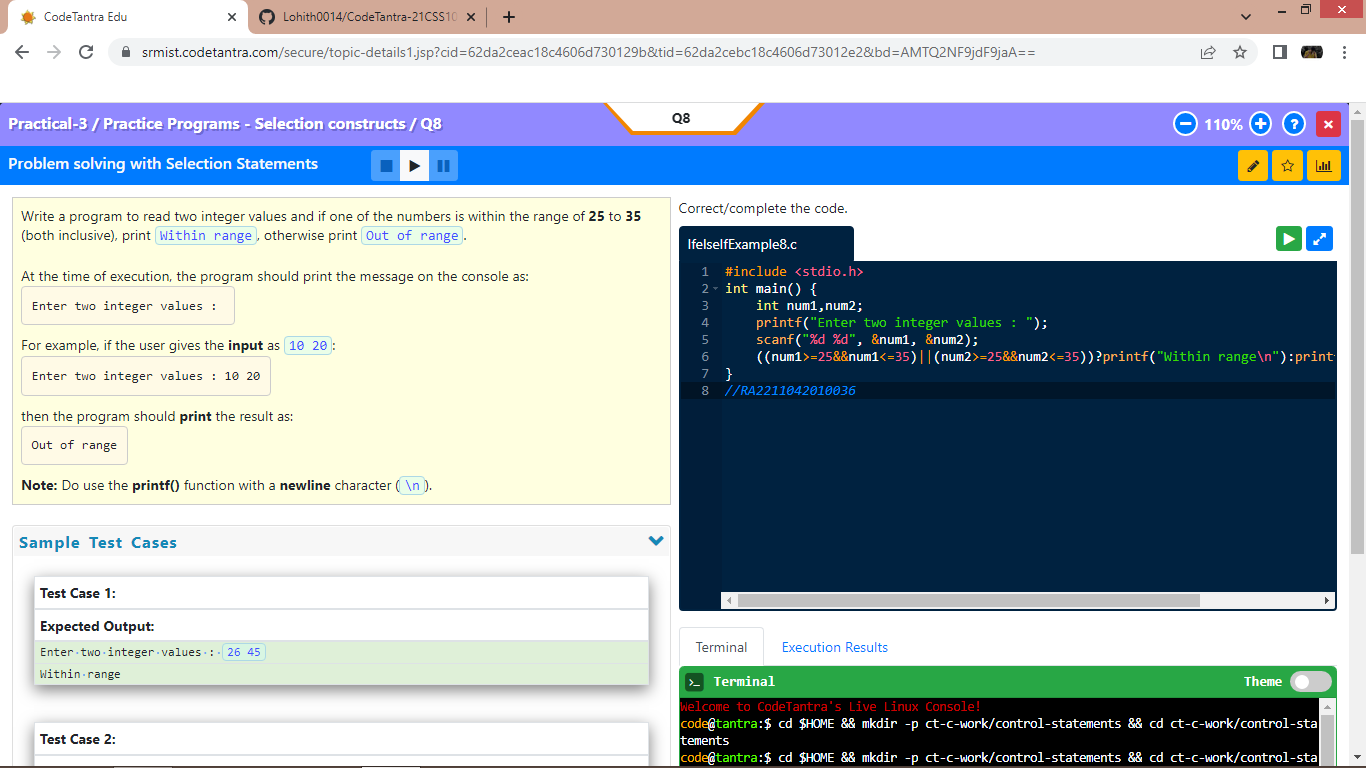 CodeTantra Edu
Lohith0014/CodeTantra-21CSS10
srmist.codetantra.com/secure/topic-details1.jsp?cid=62da2ceac18c4606d730129b&tid=62da2cebc18c4606d73012e2&bd=AMTQ2NF9jdF9jaA==
Practical-3 / Practice Programs - Selection constructs / Q8
Q8
110%
Problem solving with Selection Statements
Write a program to read two integer values and if one of the numbers is within the range of 25 to 35
(both inclusive), print Within range, otherwise print Out of range.
At the time of execution, the program should print the message on the console as:
Enter two integer values :
For example, if the user gives the input as 10 20:
Enter two integer values : 10 20
then the program should print the result as:
Out of range
Note: Do use the printf() function with a newline character (\n).
Sample Test Cases
Test Case 1:
Expected Output:
Enter·two·integer·values·:·26 45
Within·range
Test Case 2:
Correct/complete the code.
IfelseIfExample8.c
1 #include <stdio.h>
2 int main() {
3 int num1,num2;
4 printf("Enter two integer values : ");
5 scanf("%d %d", &num1, &num2);
6 ((num1>=25&&num1<=35)||(num2>=25&&num2<=35))?printf("Within range\n"):print
7 }
8 //RA2211042010036
Terminal
Execution Results
Terminal
Theme
Welcome to CodeTantra's Live Linux Console!
code@tantra:$ cd $HOME && mkdir -p ct-c-work/control-statements && cd ct-c-work/control-sta
tements
code@tantra:$ cd $HOME && mkdir -p ct-c-work/control-statements && cd ct-c-work/control-sta